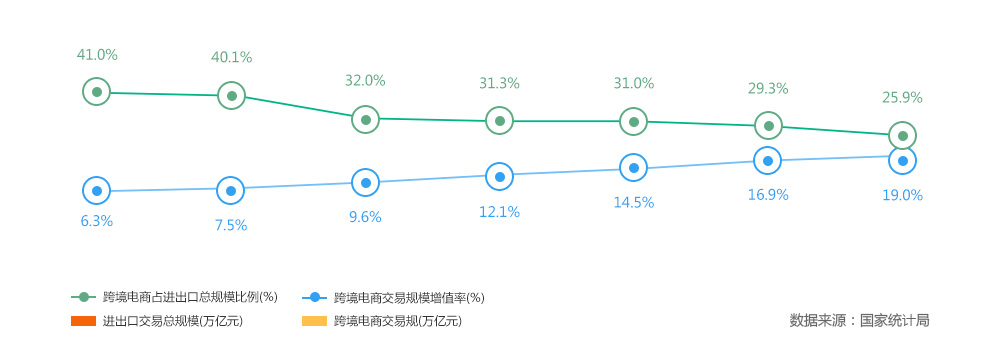 41.0% 40.1% 32.0% 31.3% 31.0% 29.3% 25.9%
6.3% 7.5% 9.6% 12.1% 14.5% 16.9% 19.0%
跨境电商占进出口总规模比例(%) 跨境电商交易规模增值率(%)
进出口交易总规模(万亿元) 跨境电商交易规(万亿元)
数据来源：国家统计局